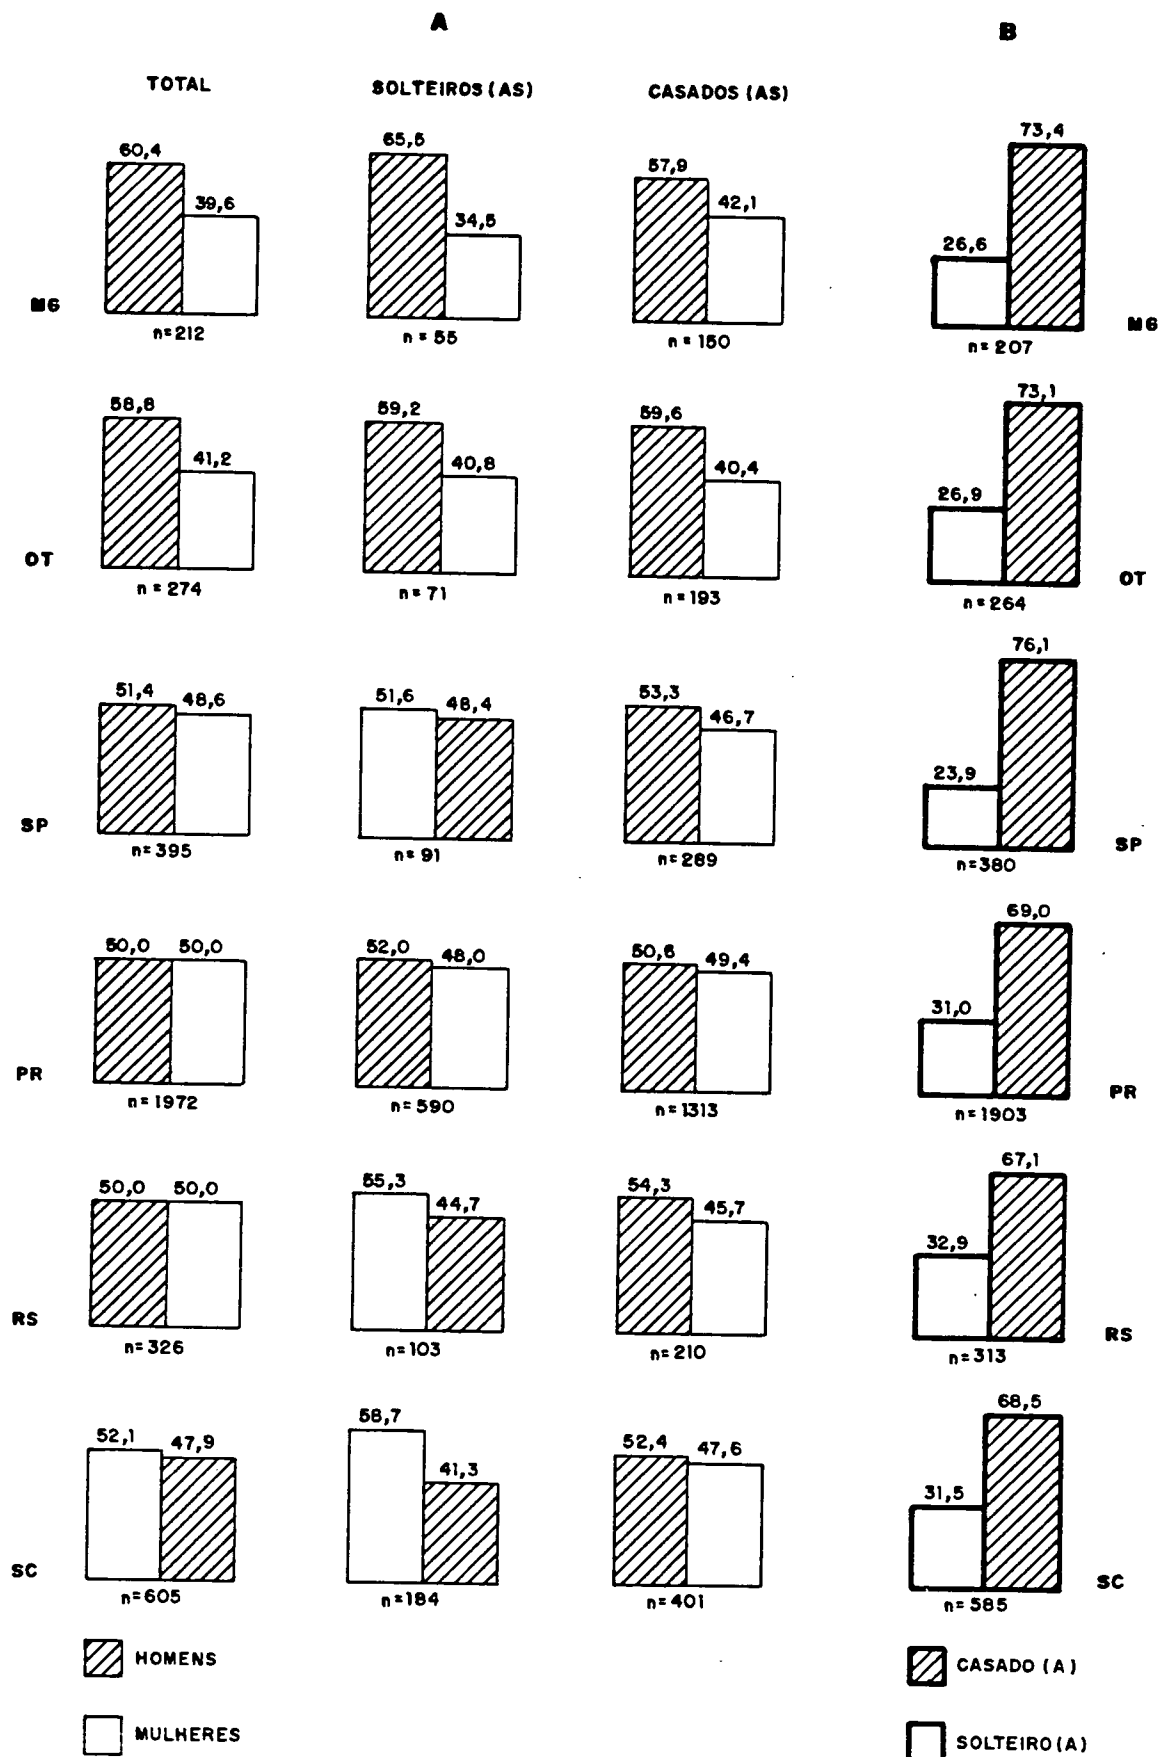 A
B
TOTAL
SOLTEIROS (AS)
CASADOS (AS)
60,4
39,6
65,5
34,5
57,9
42,1
26,6
73,4
MG
MG
n=212
n=55
n=150
n=207
58,8
41,2
59,2
40,8
59,6
40,4
26,9
73,1
OT
OT
n=274
n=71
n=193
n=264
51,4
48,6
51,6
48,4
53,3
46,7
23,9
76,1
SP
SP
n=395
n=91
n=289
n=380
50,0
50,0
52,0
48,0
50,6
49,4
31,0
69,0
PR
PR
n=1972
n=590
n=1313
n=1903
50,0
50,0
55,3
44,7
54,3
45,7
32,9
67,1
RS
RS
n=326
n=103
n=210
n=313
52,1
47,9
58,7
41,3
52,4
47,6
31,5
68,5
SC
SC
n=605
n=184
n=401
n=585
HOMENS
CASADO (A)
MULHERES
SOLTEIRO (A)